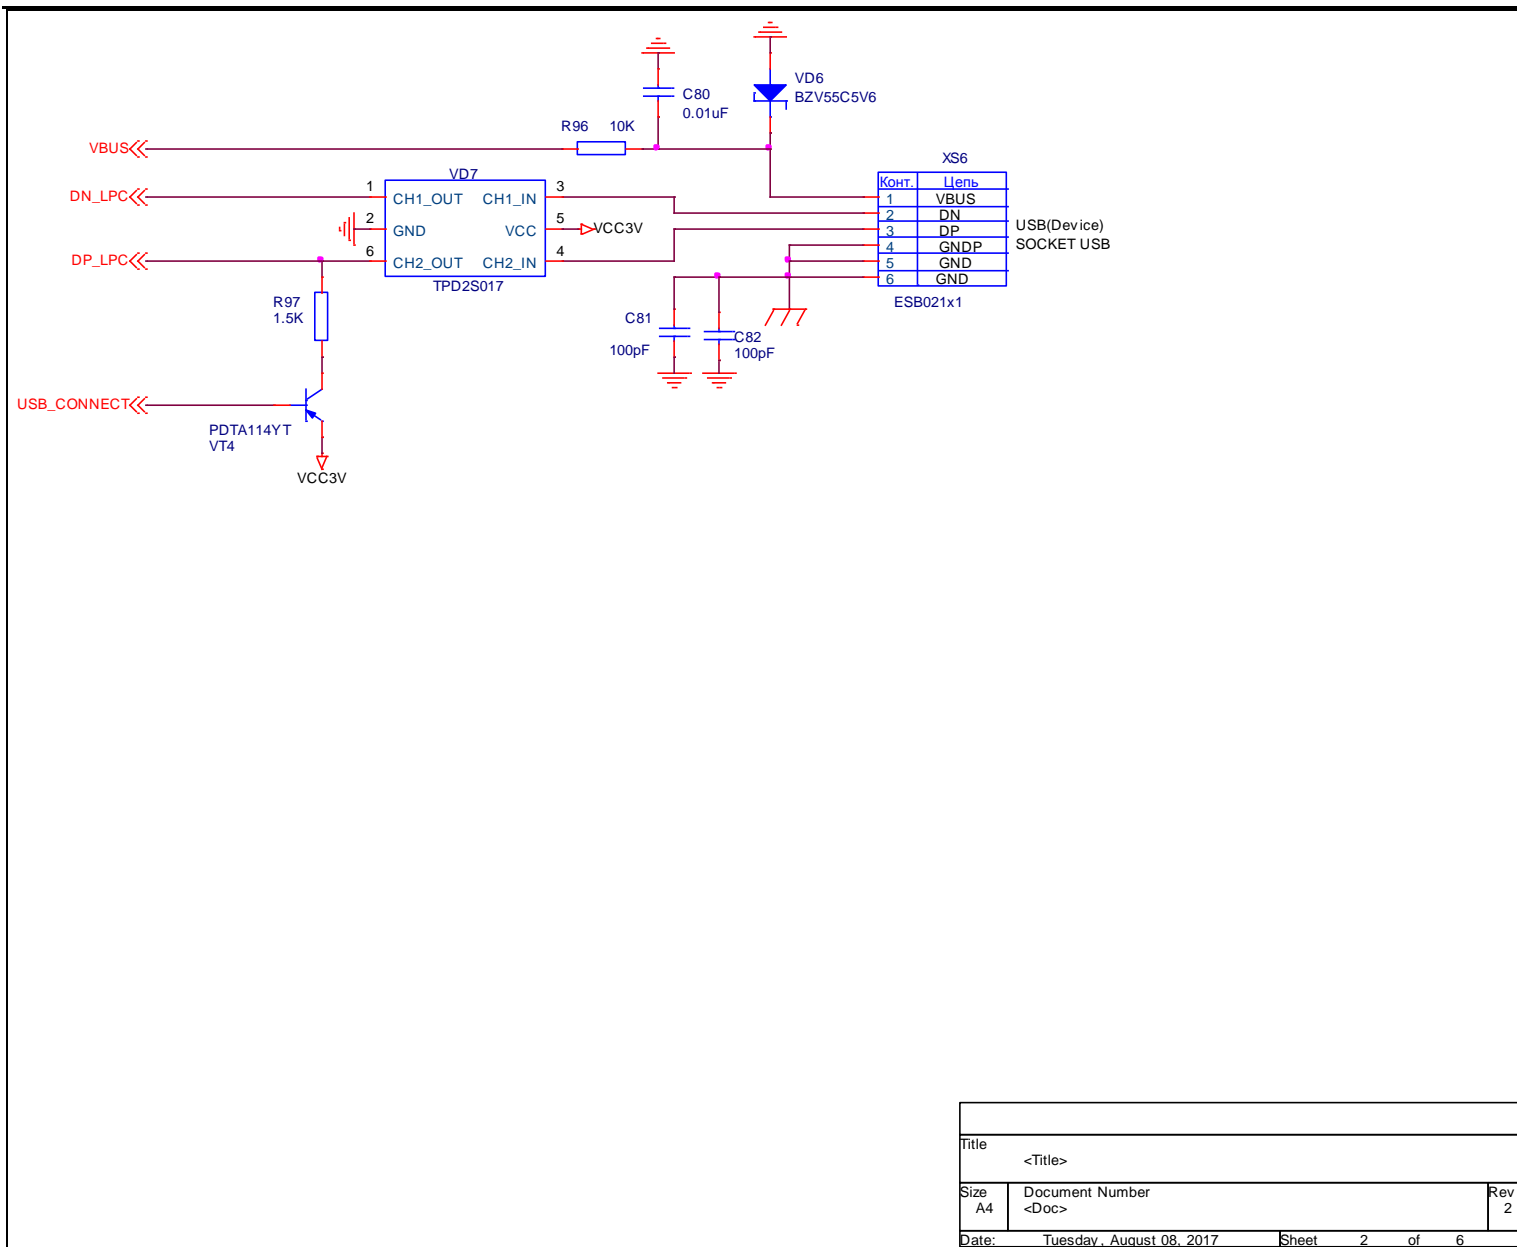 VD6
BZV55C5V6
C80
0.01uF
R96 10K
VBUS
XS6
VD7
Конт. Цепь
1 VBUS
2 DN
3 DP
4 GNDP
5 GND
6 GND
USB(Device)
SOCKET USB
ESB021x1
DN_LPC
1 CH1_OUT CH1_IN 3
2 GND VCC 5 VCC3V
DP_LPC
6 CH2_OUT CH2_IN 4
TPD2S017
R97
1.5K
C81
100pF
C82
100pF
USB_CONNECT
PDTA114YT
VT4
VCC3V
Title
<Title>
Size Document Number Rev
A4 <Doc> 2
Date: Tuesday, August 08, 2017 Sheet 2 of 6